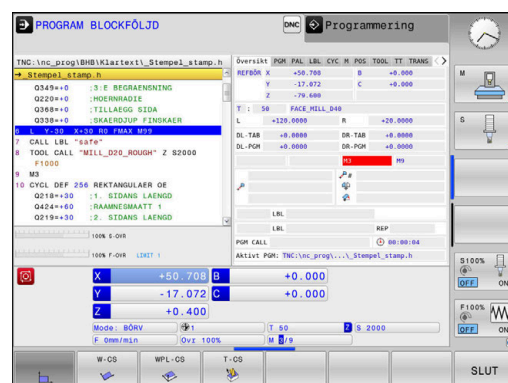 PROGRAM BLOCKFÖLJD
DNC
Programmering
TNC:\nc_prog\BHB\Klartext\_Stempel_stamp.h
→_Stempel_stamp.h
Q349=+0 ;3:E BEGRAENSNING
Q220=+0 ;HOERNRADIE
Q368=+0 ;TILLAEGG SIDA
Q338=+0 ;SKAERDJUP FINSKAER
6 L Y-30 X+30 R0 FMAX M99
7 CALL LBL "safe"
8 TOOL CALL "MILL_D20_ROUGH" Z S2000
F1000
9 M3
10 CYCL DEF 256 REKTANGULAER OE
Q218=+30 ;1. SIDANS LAENGD
Q424=+60 ;RAAMNESMAATT 1
Q219=+30 ;2. SIDANS LAENGD
100% S-OVR
100% F-OVR LIMIT 1
Översikt PGM PAL LBL CYC M POS TOOL TT TRANS
REFBÖR X +50.708 B +0.000
Y -17.072 C +0.000
Z -79.600
T : 50 FACE_MILL_D40
L +120.0000 R +20.0000
DL-TAB +0.0000 DR-TAB +0.0000
DL-PGM +0.0000 DR-PGM +0.0000
M3 M9
P#
LBL
LBL REP
PGM CALL 00:00:04
Aktivt PGM: TNC:\nc_prog\...\_Stempel_stamp.h
X +50.708 B +0.000
Y -17.072 C +0.000
Z +0.400
Mode: BÖRV 1 T 50 Z S 2000
F 0mm/min Ovr 100% M 3/9
W-CS WPL-CS T-CS
SLUT
M
S
S100%
OFF ON
F100%
OFF ON